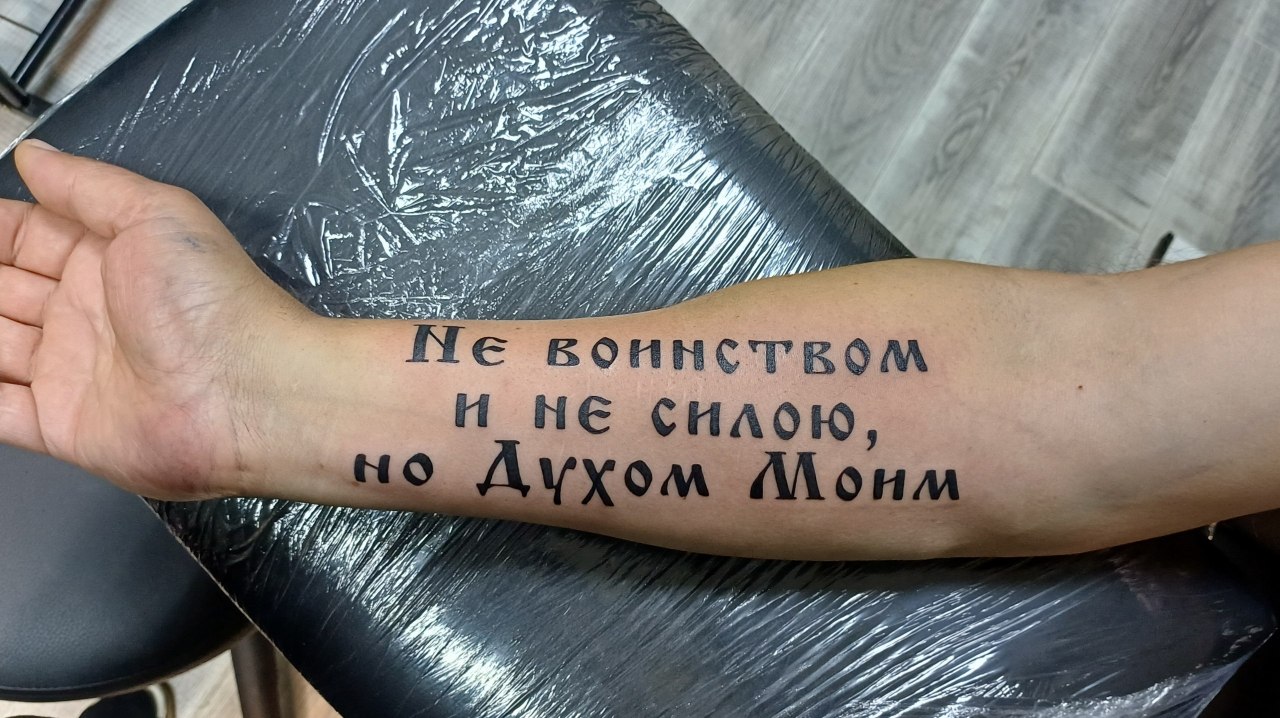 Не воинством
и не силою,
но Духом Моим